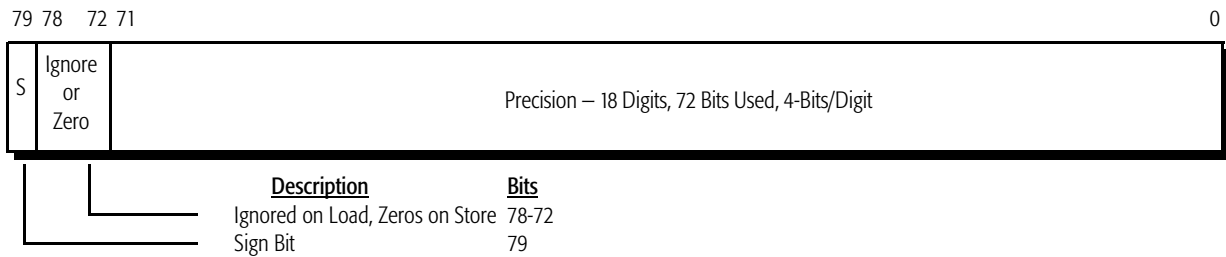 79 78 72 71 0
S
Ignore
or
Zero
Precision — 18 Digits, 72 Bits Used, 4-Bits/Digit
Description Bits
Ignored on Load, Zeros on Store 78-72
Sign Bit 79